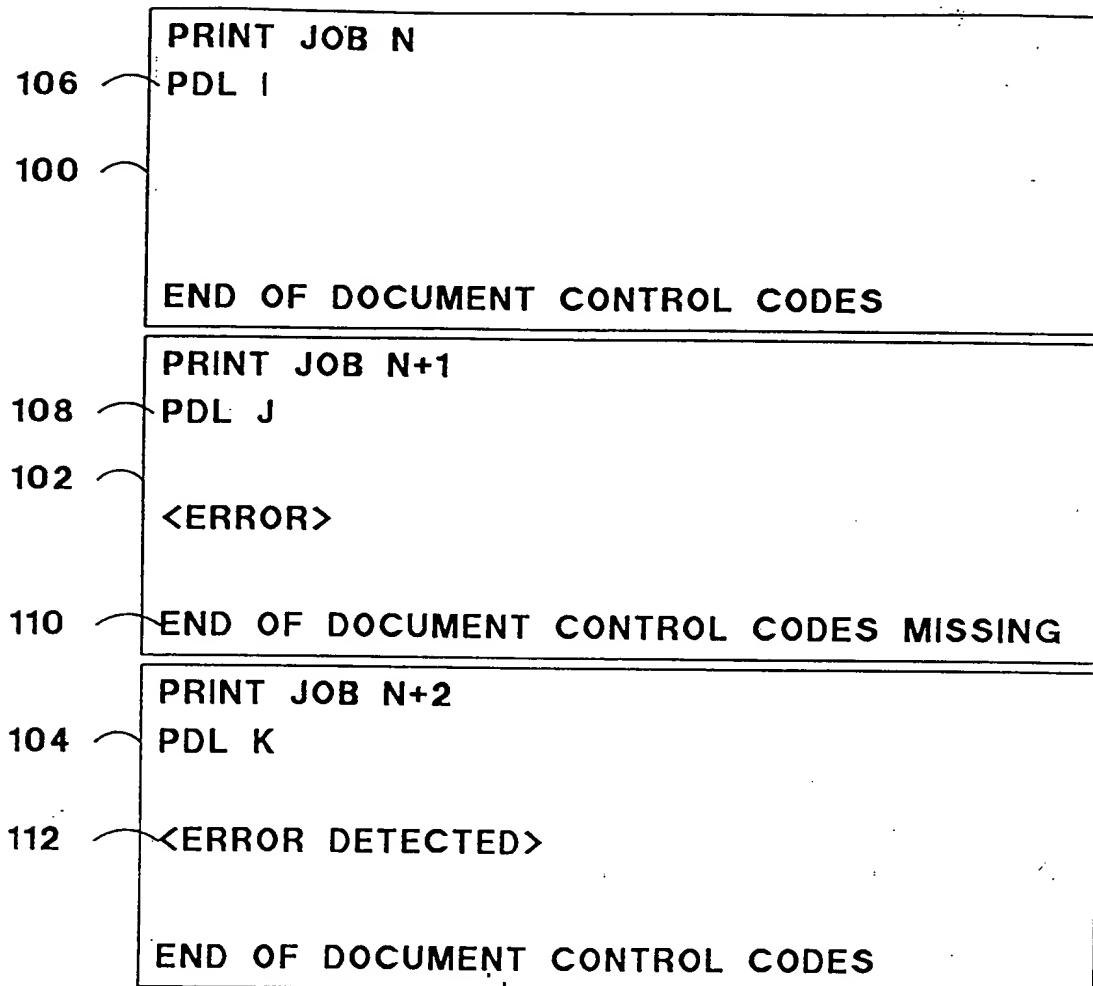 PRINT JOB N
106 PDL I
100
END OF DOCUMENT CONTROL CODES
PRINT JOB N+1
108 PDL J
102
<ERROR>
110 END OF DOCUMENT CONTROL CODES MISSING
PRINT JOB N+2
104 PDL K
112 <ERROR DETECTED>
END OF DOCUMENT CONTROL CODES